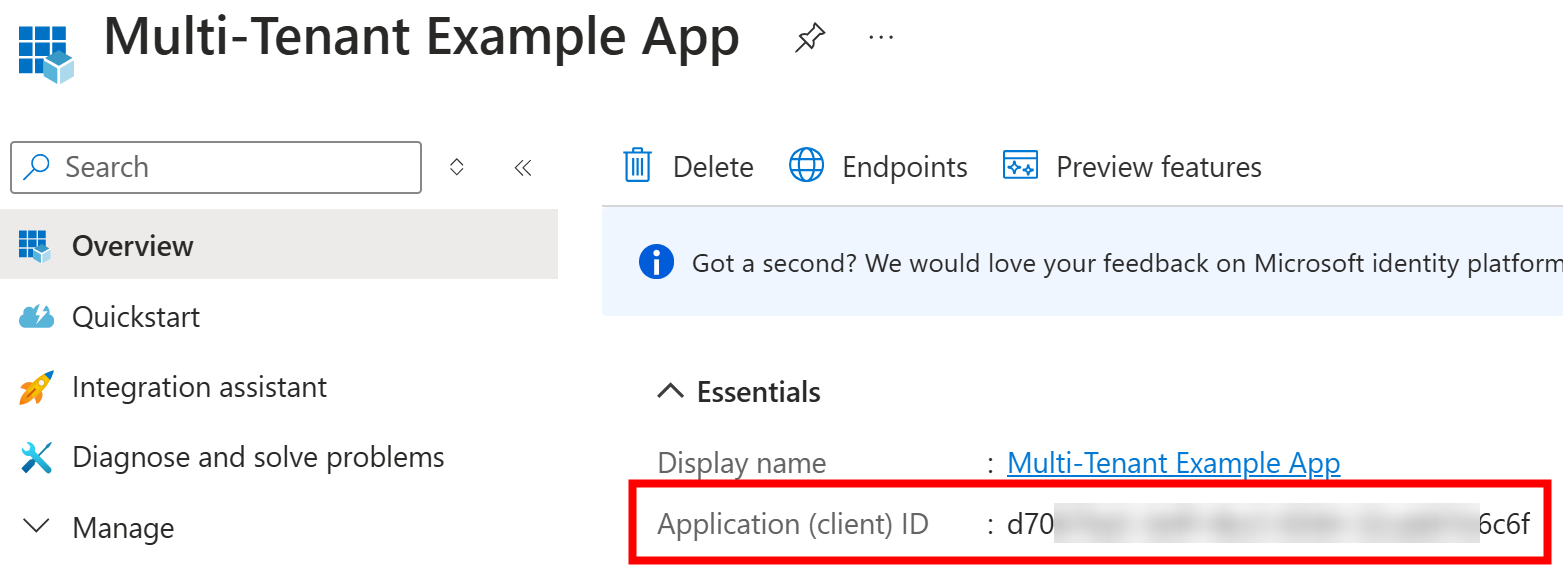 Multi-Tenant Example App
Search
Delete
Endpoints
Preview features
Overview
Got a second? We would love your feedback on Microsoft identity platform
Quickstart
Integration assistant
Essentials
Diagnose and solve problems
Display name : Multi-Tenant Example App
Manage
Application (client) ID : d70 6c6f